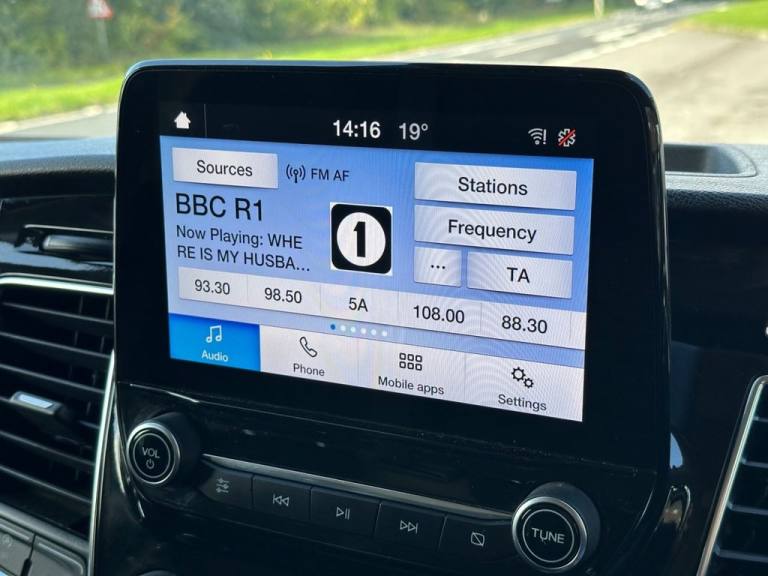 14:16 19°
Sources
FM AF
Stations
BBC R1
Now Playing: WHE
RE IS MY HUSBA...
1
Frequency
...
TA
93.30
98.50
5A
108.00
88.30
Audio
Phone
Mobile apps
Settings
VOL
TUNE